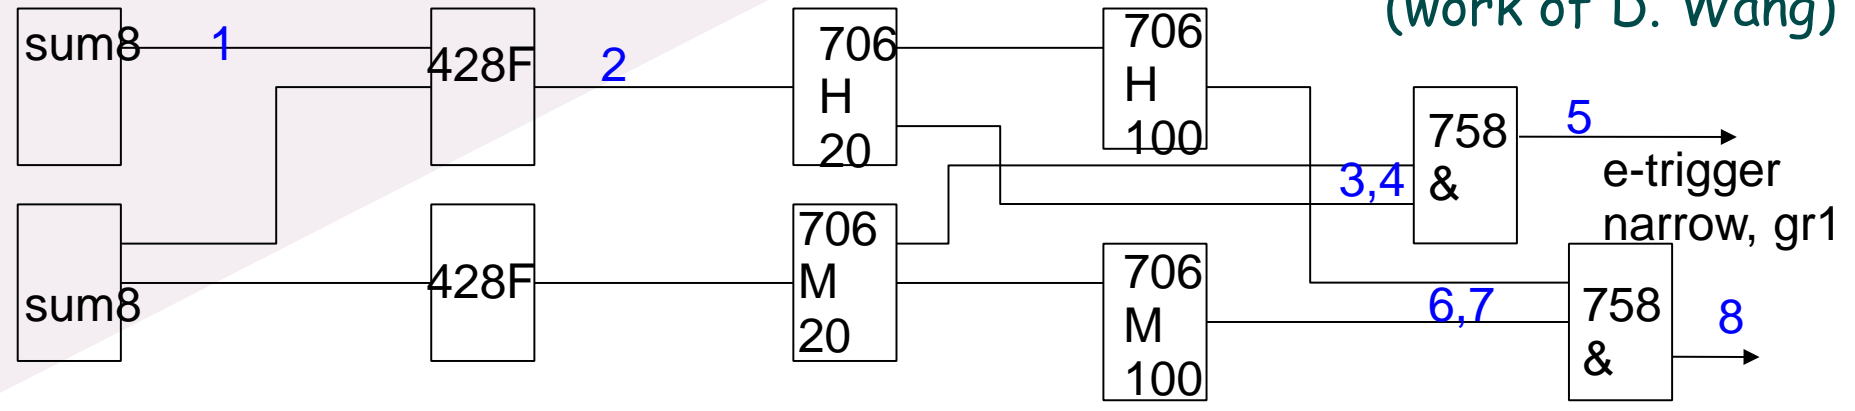 (work of D. Wang)
sum8
1
428F
2
706
H
20
706
H
100
758
&
5
3,4
e-trigger
narrow, gr1
sum8
428F
706
M
20
706
M
100
6,7
758
&
8